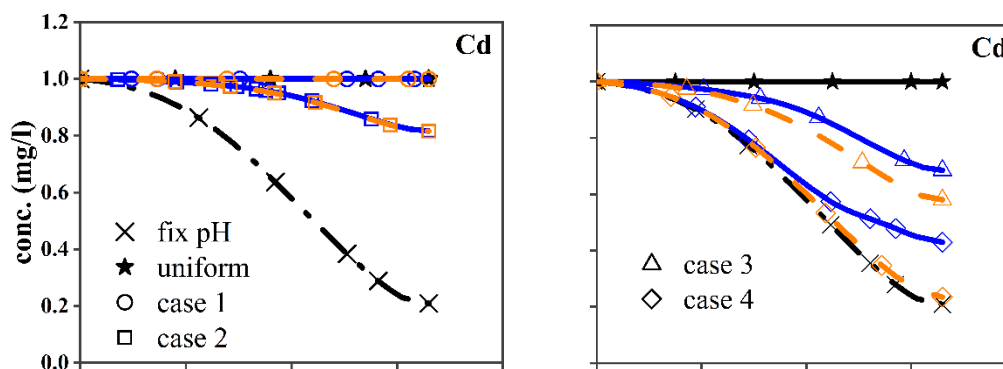 1.2
Cd
1.0
0.8
0.6
0.4
0.2
0.0
conc. (mg/l)
fix pH
uniform
case 1
case 2
Cd
case 3
case 4